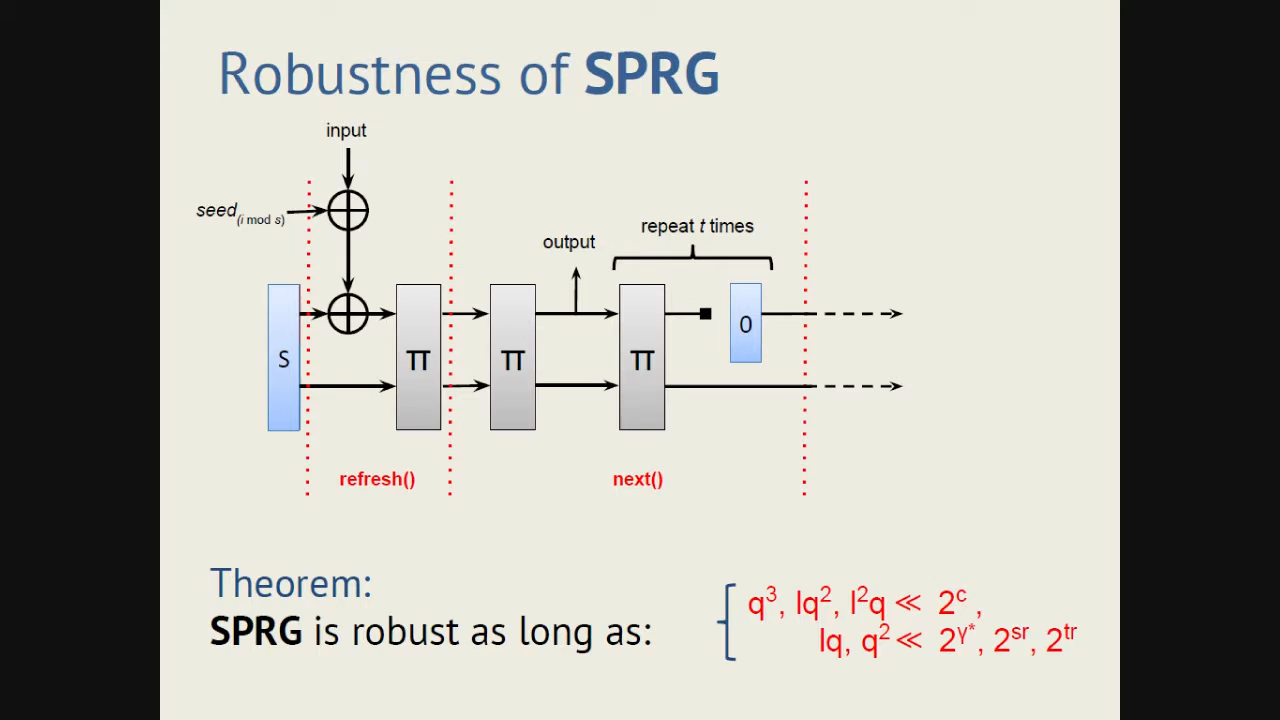 Robustness of SPRG
input
seed(i mod s)
repeat t times
output
S
π
π
π
0
refresh()
next()
Theorem:
SPRG is robust as long as:
q³, lq², l²q ≪ 2ᶜ ,
lq, q² ≪ 2^γ*, 2^sr, 2^tr